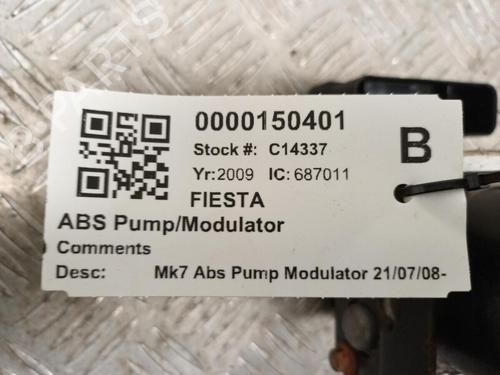 0000150401
Stock #: C14337
B
Yr: 2009 IC: 687011
FIESTA
ABS Pump/Modulator
Comments
Desc: Mk7 Abs Pump Modulator 21/07/08-